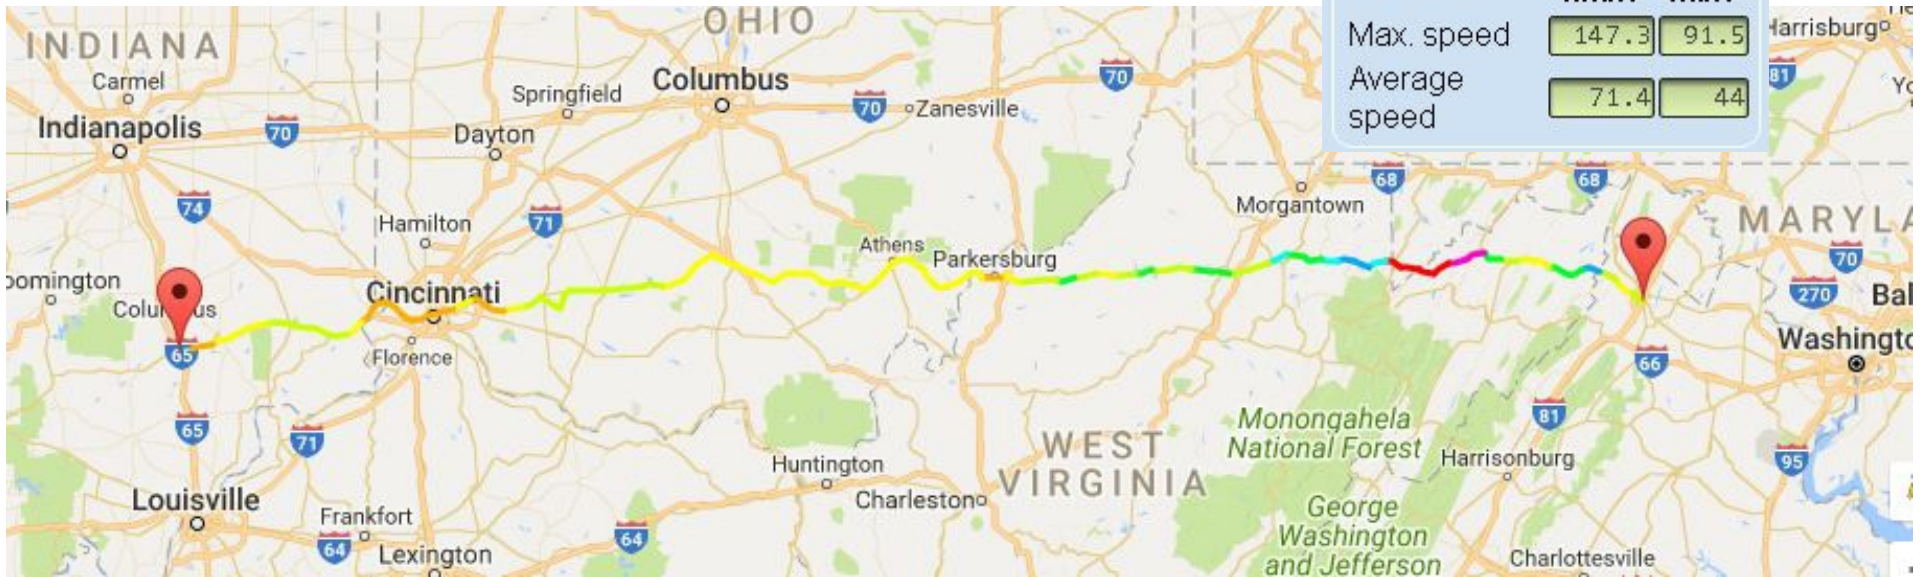 OHIO
Max. speed 147.3 91.5
Harrisburg
INDIANA
Carmel
70
81
Springfield
Columbus
Average
speed 71.4 44
70
Zanesville
Indianapolis
70
Dayton
68
68
Morgantown
74
71
Hamilton
MARYLA
Athens
Parkersburg
70
oomington
Cincinnati
270
Bal
65
Florence
Washingto
66
65
71
Monongahela
National Forest
81
WEST
VIRGINIA
Harrisonburg
95
Huntington
Charleston
Louisville
Frankfort
George
Washington
and Jefferson
64
64
Lexington
Charlottesville